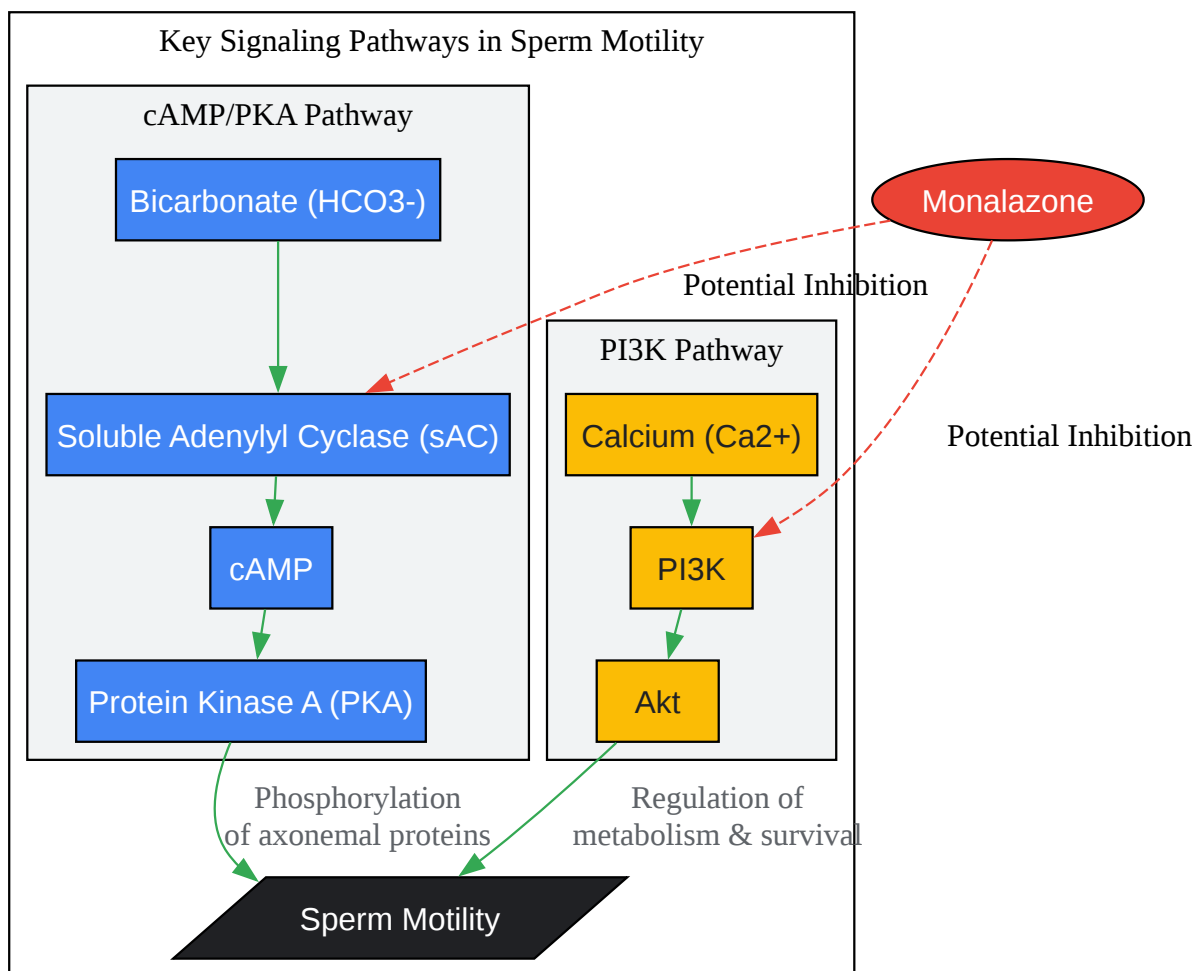 Key Signaling Pathways in Sperm Motility
cAMP/PKA Pathway
Bicarbonate (HCO3-)
Monalazone
Potential Inhibition
PI3K Pathway
Soluble Adenylyl Cyclase (sAC)
Calcium (Ca2+)
Potential Inhibition
cAMP
PI3K
Protein Kinase A (PKA)
Akt
Phosphorylation
of axonemal proteins
Regulation of
metabolism & survival
Sperm Motility